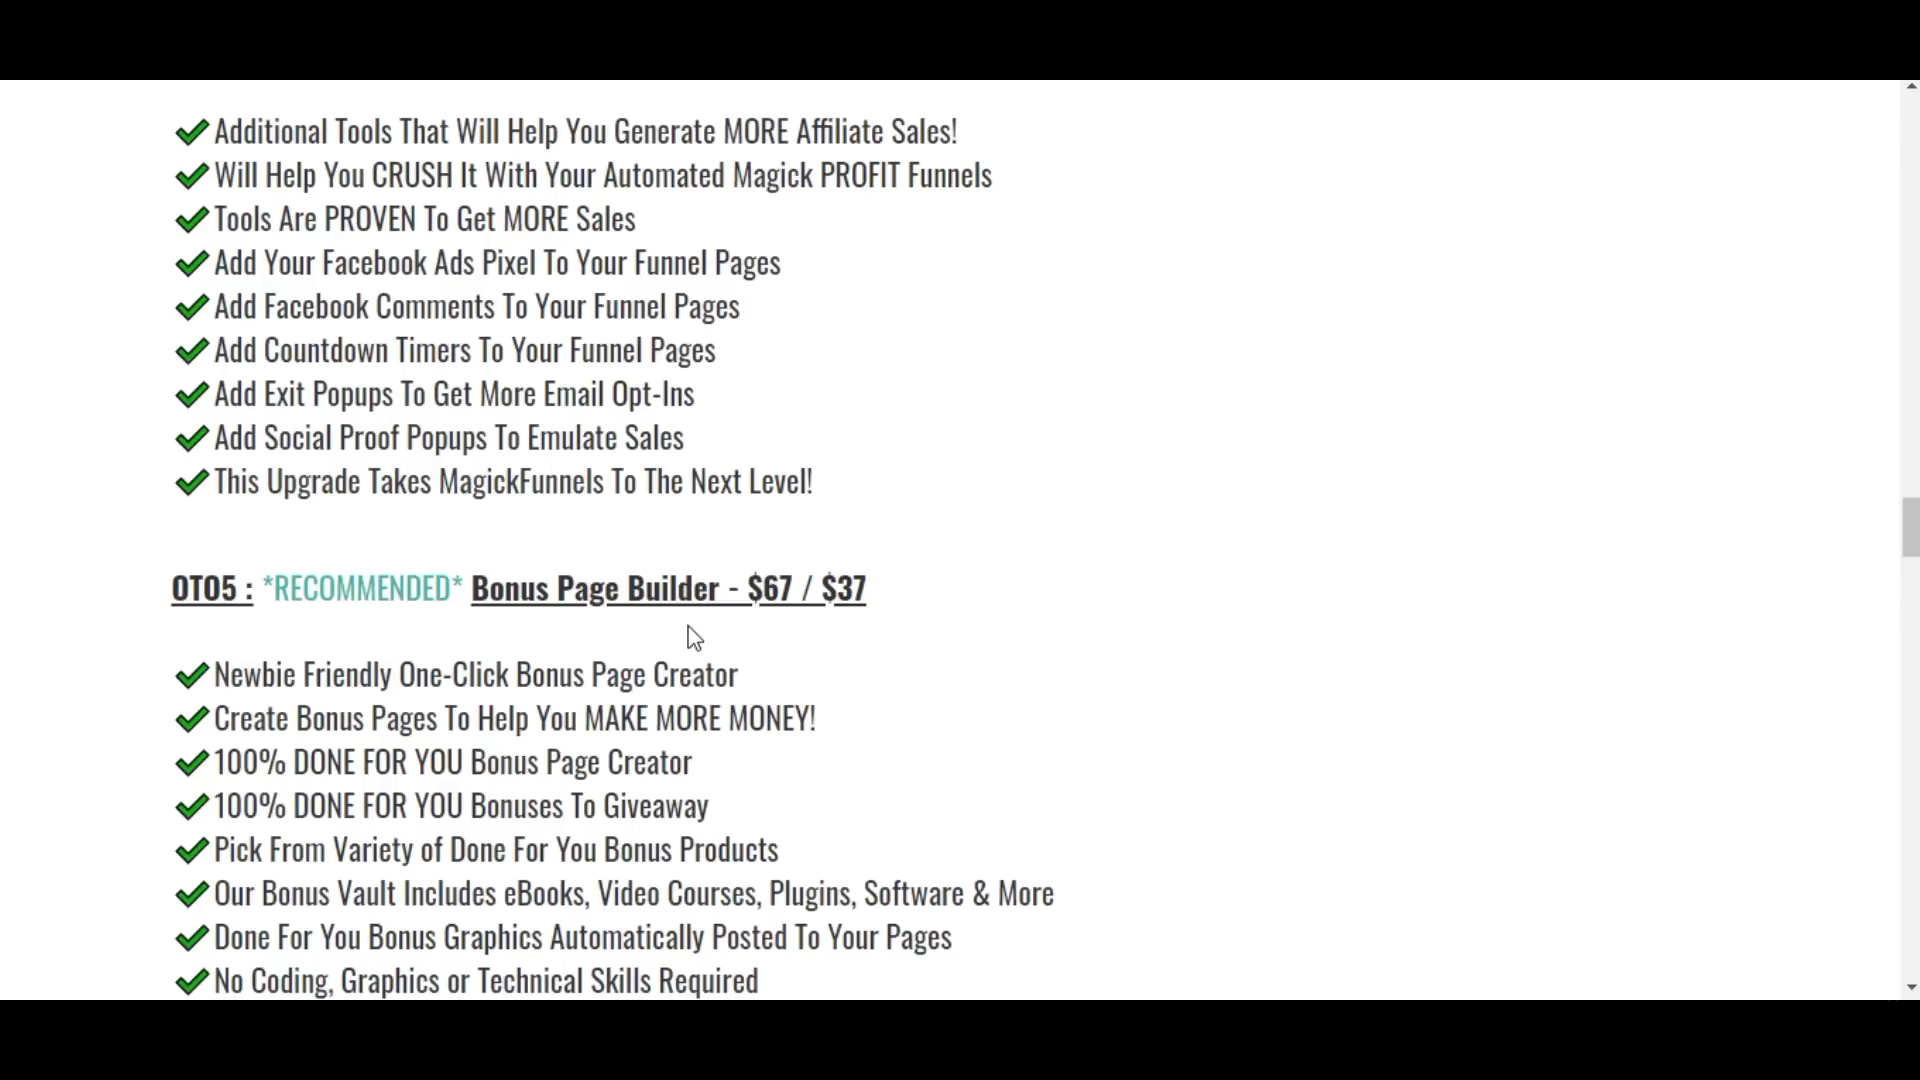 Additional Tools That Will Help You Generate MORE Affiliate Sales!
Will Help You CRUSH It With Your Automated Magick PROFIT Funnels
Tools Are PROVEN To Get MORE Sales
Add Your Facebook Ads Pixel To Your Funnel Pages
Add Facebook Comments To Your Funnel Pages
Add Countdown Timers To Your Funnel Pages
Add Exit Popups To Get More Email Opt-Ins
Add Social Proof Popups To Emulate Sales
This Upgrade Takes MagickFunnels To The Next Level!
OTO5 : *RECOMMENDED* Bonus Page Builder - $67 / $37
Newbie Friendly One-Click Bonus Page Creator
Create Bonus Pages To Help You MAKE MORE MONEY!
100% DONE FOR YOU Bonus Page Creator
100% DONE FOR YOU Bonuses To Giveaway
Pick From Variety of Done For You Bonus Products
Our Bonus Vault Includes eBooks, Video Courses, Plugins, Software & More
Done For You Bonus Graphics Automatically Posted To Your Pages
No Coding, Graphics or Technical Skills Required